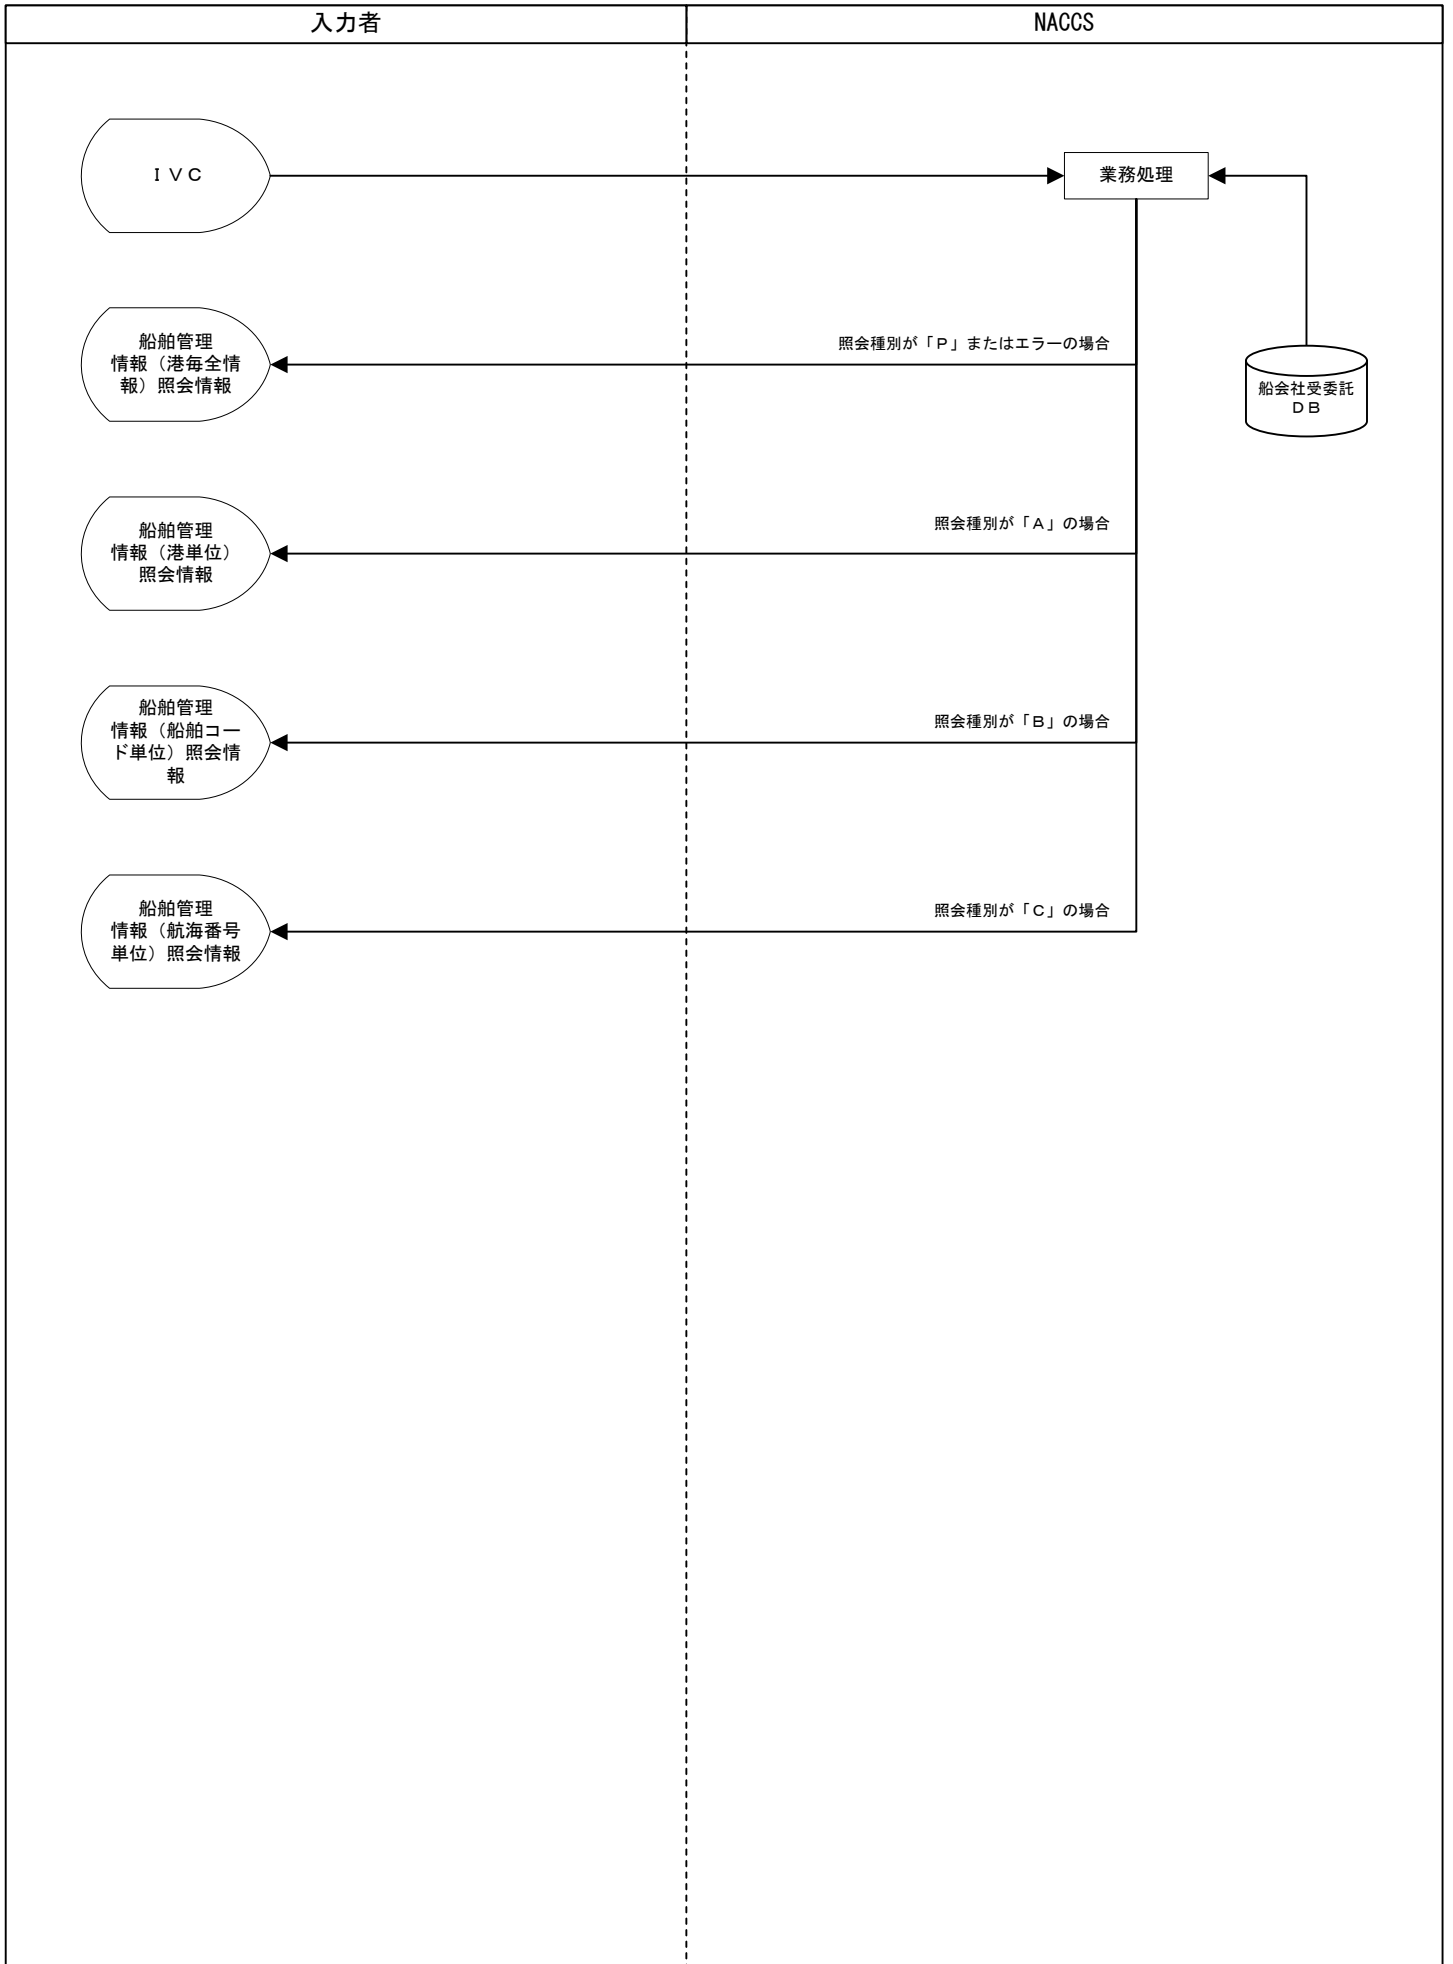 入力者
NACCS
ＩＶＣ
業務処理
船舶管理
情報（港毎全情
報）照会情報
照会種別が「Ｐ」またはエラーの場合
船会社受委託
ＤＢ
船舶管理
情報（港単位）
照会情報
照会種別が「Ａ」の場合
船舶管理
情報（船舶コー
ド単位）照会情
報
照会種別が「Ｂ」の場合
船舶管理
情報（航海番号
単位）照会情報
照会種別が「Ｃ」の場合